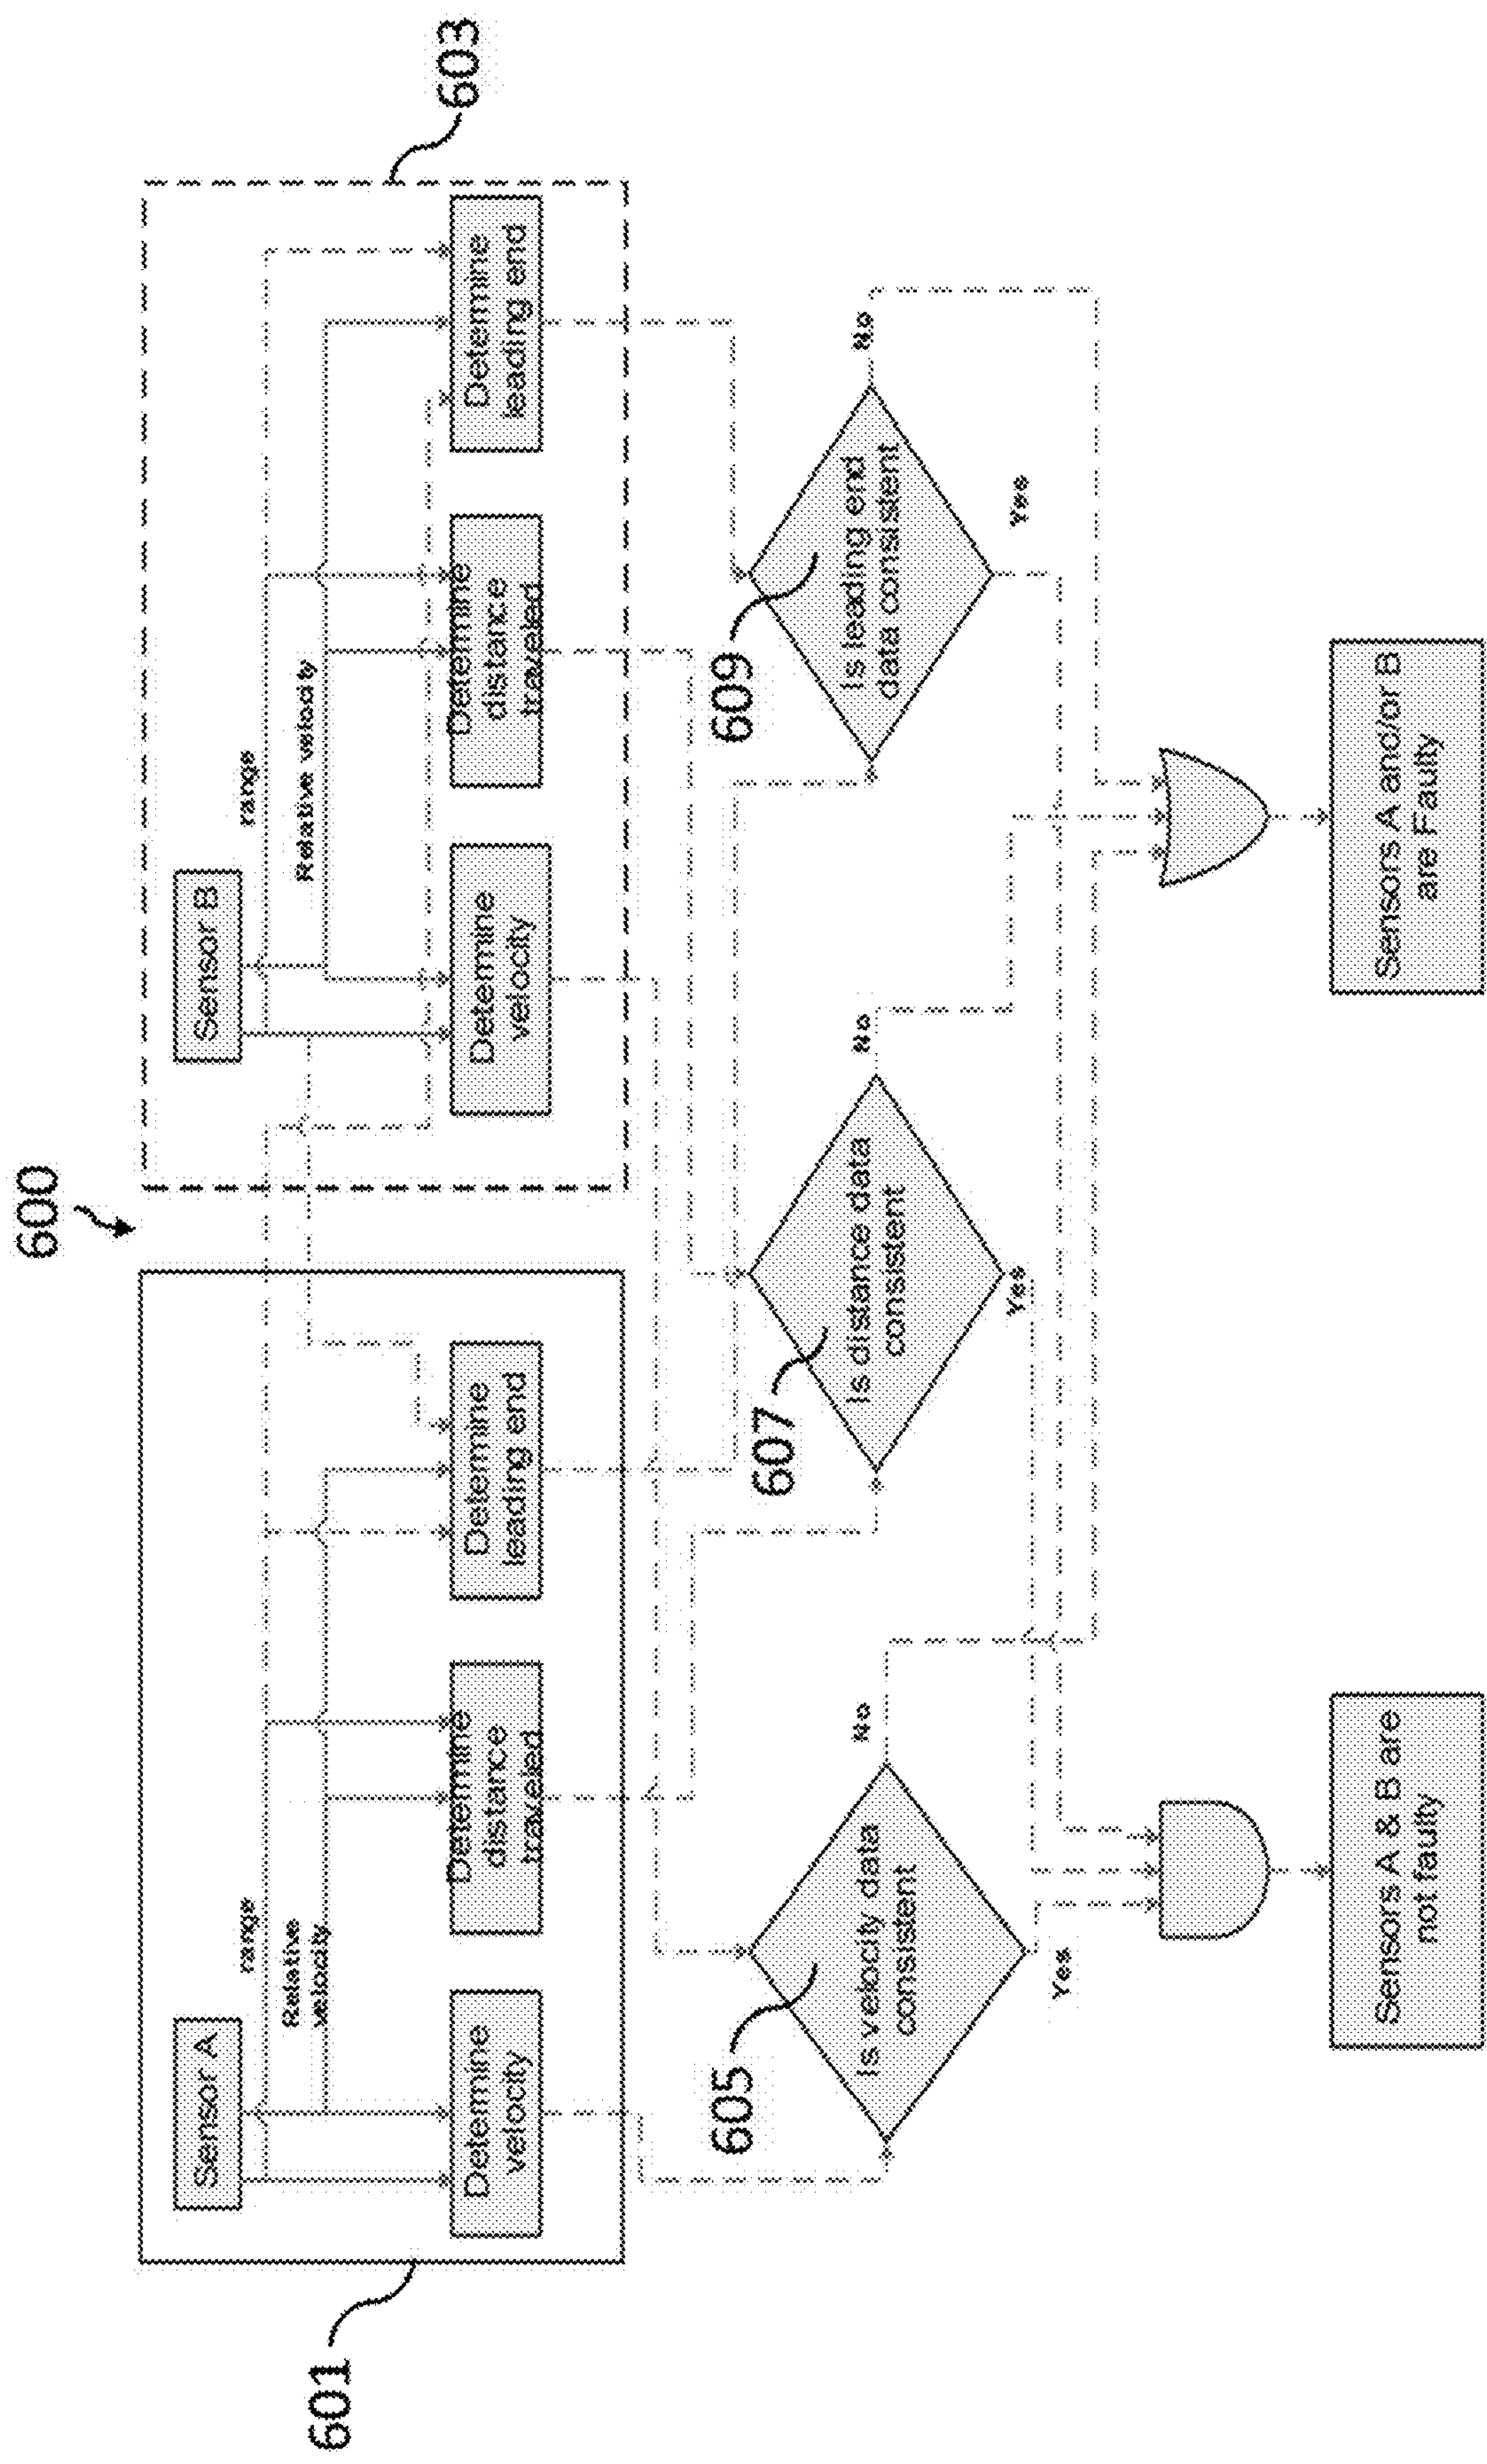 600
601
603
Sensor A
range
Relative
velocity
Determine
velocity
Determine
distance
traveled
Determine
leading end
Sensor B
range
Relative velocity
Determine
velocity
Determine
distance
traveled
Determine
leading end
605
Is velocity data
consistent
No
Yes
607
Is distance data
consistent
No
Yes
609
Is leading end
data consistent
No
Yes
Sensors A & B are
not faulty
Sensors A and/or B
are Faulty